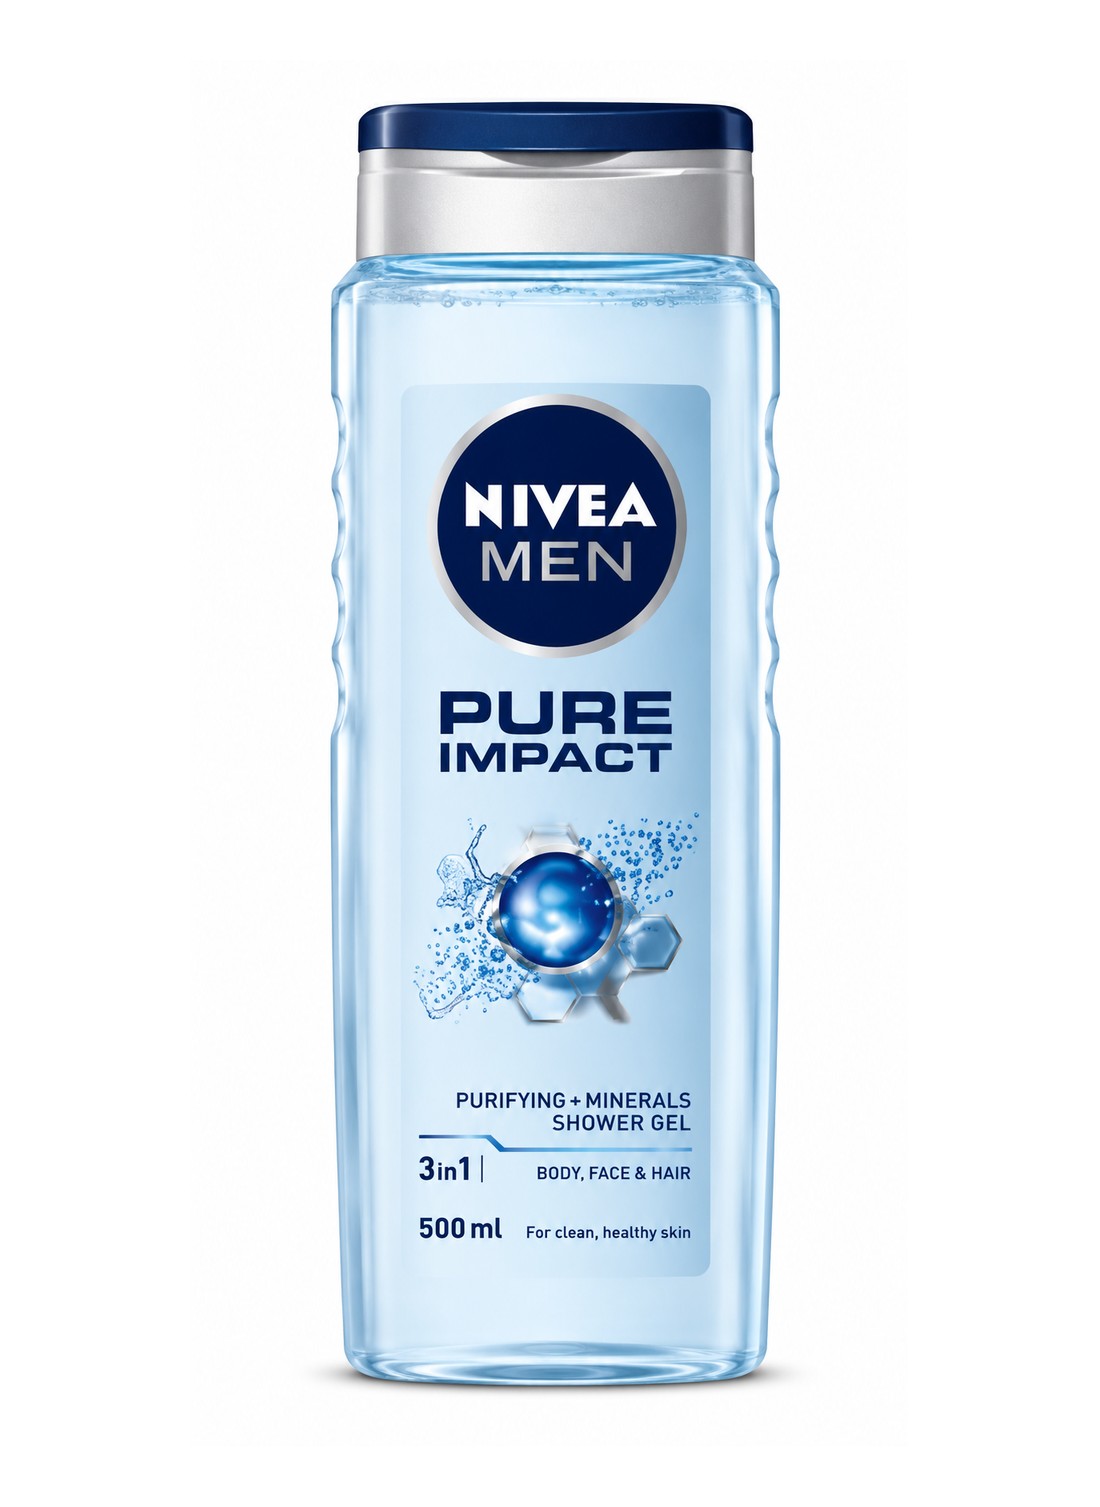 NIVEA
MEN
PURE
IMPACT
PURIFYING + MINERALS
SHOWER GEL
3in1 | BODY, FACE & HAIR
500 ml For clean, healthy skin